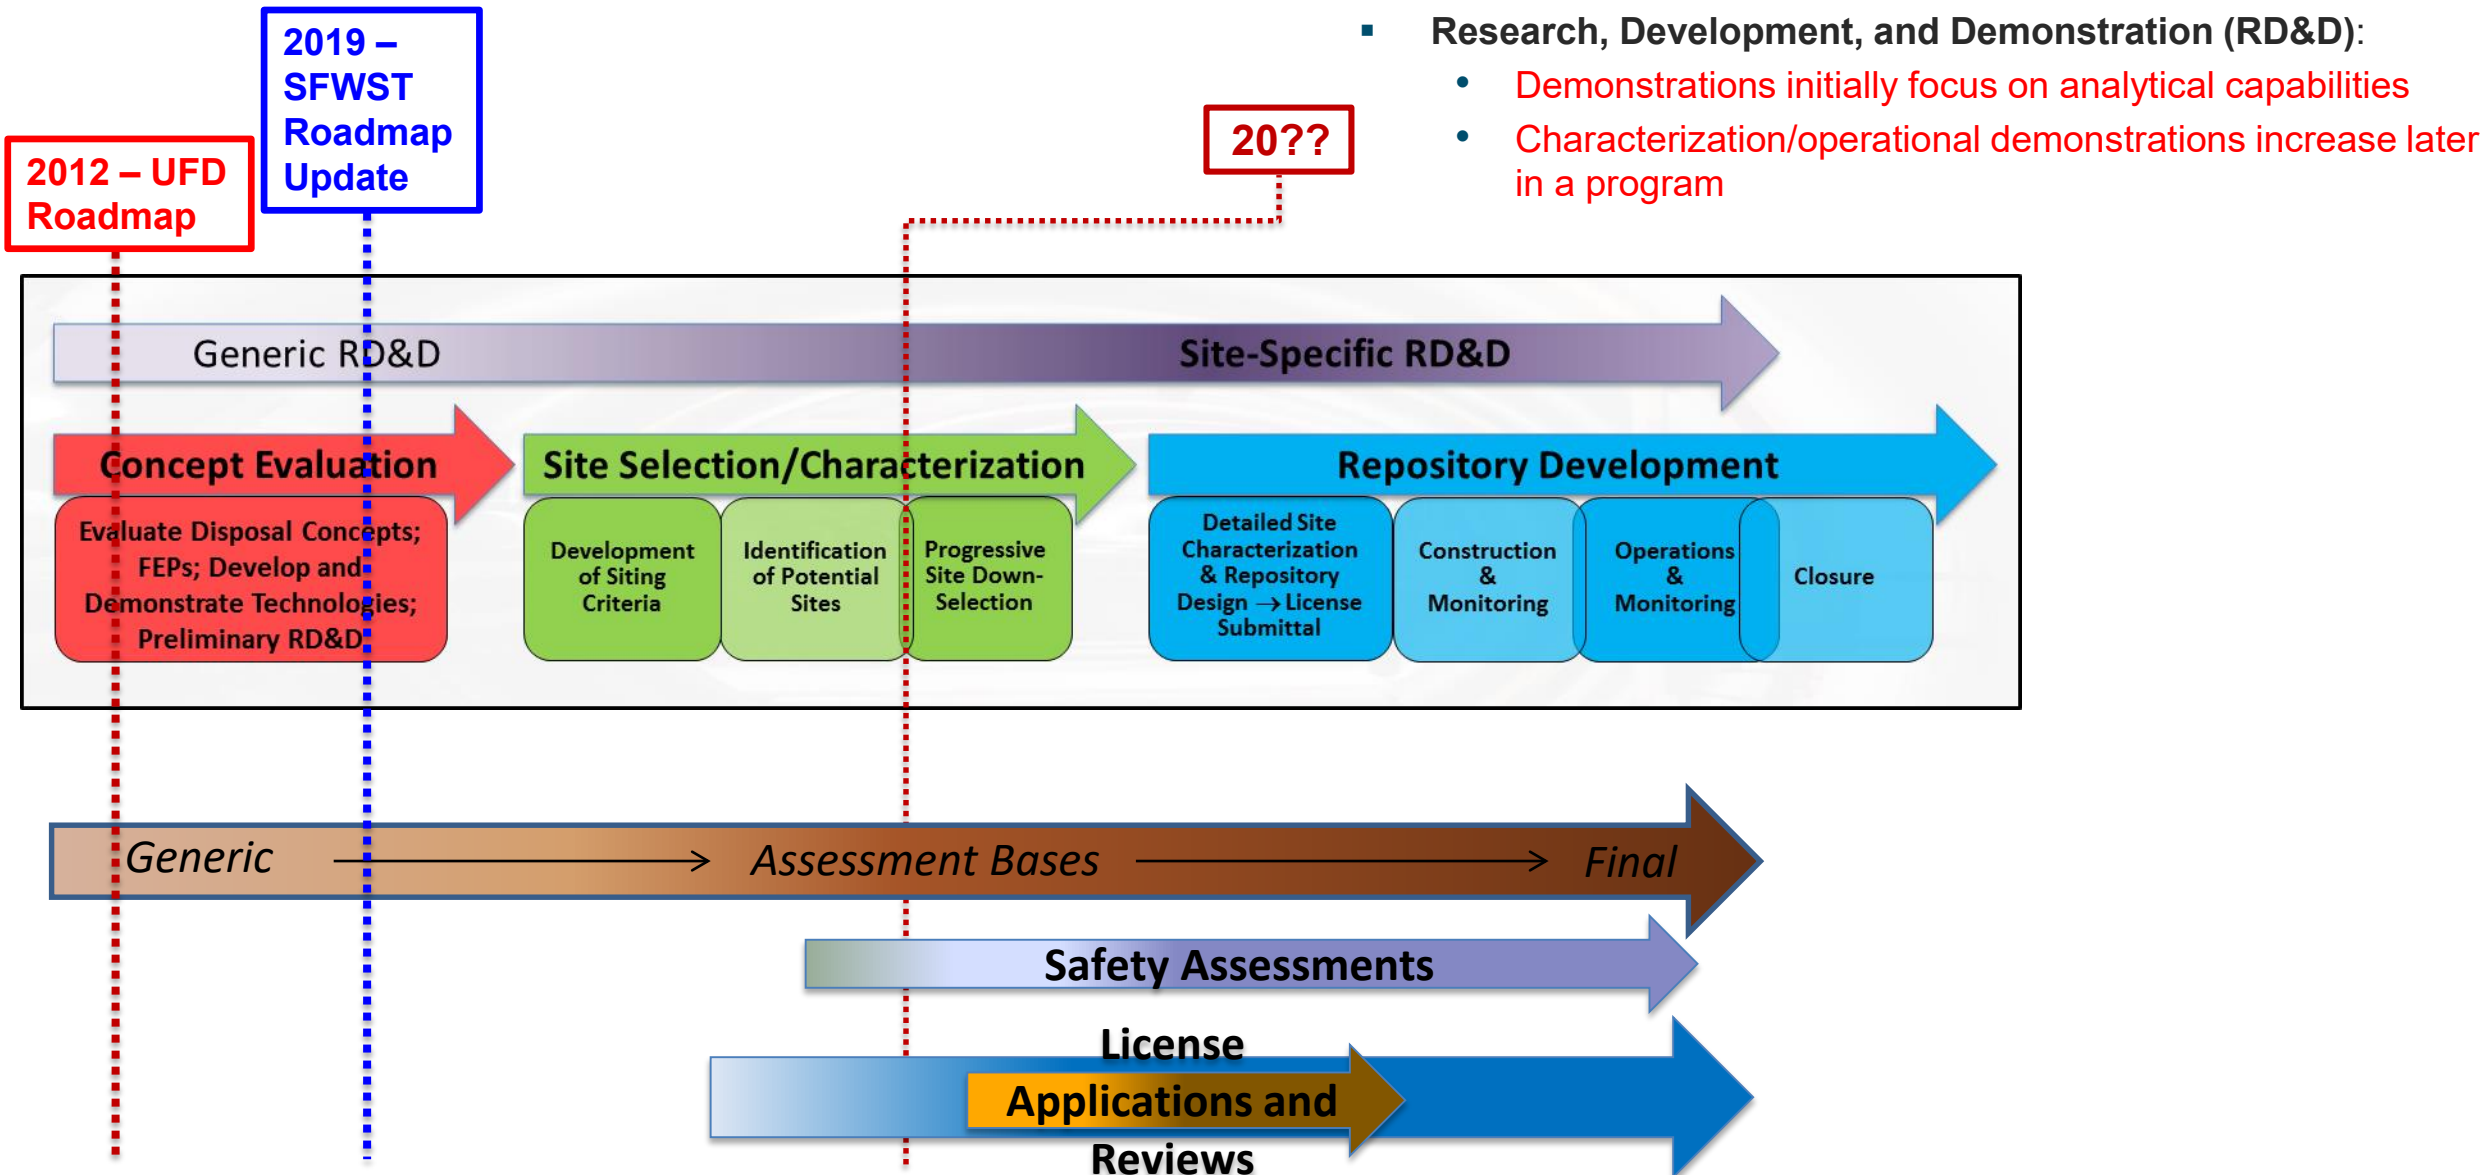 2019 –
SFWST
Roadmap
Update
2012 – UFD
Roadmap
20??
▪ Research, Development, and Demonstration (RD&D):
• Demonstrations initially focus on analytical capabilities
• Characterization/operational demonstrations increase later
in a program
Generic RD&D
Site-Specific RD&D
Concept Evaluation
Site Selection/Characterization
Repository Development
Evaluate Disposal Concepts;
FEPs; Develop and
Demonstrate Technologies;
Preliminary RD&D
Development
of Siting
Criteria
Identification
of Potential
Sites
Progressive
Site Down-
Selection
Detailed Site
Characterization
& Repository
Design → License
Submittal
Construction
&
Monitoring
Operations
&
Monitoring
Closure
Generic
Assessment Bases
Final
Safety Assessments
License
Applications and
Reviews